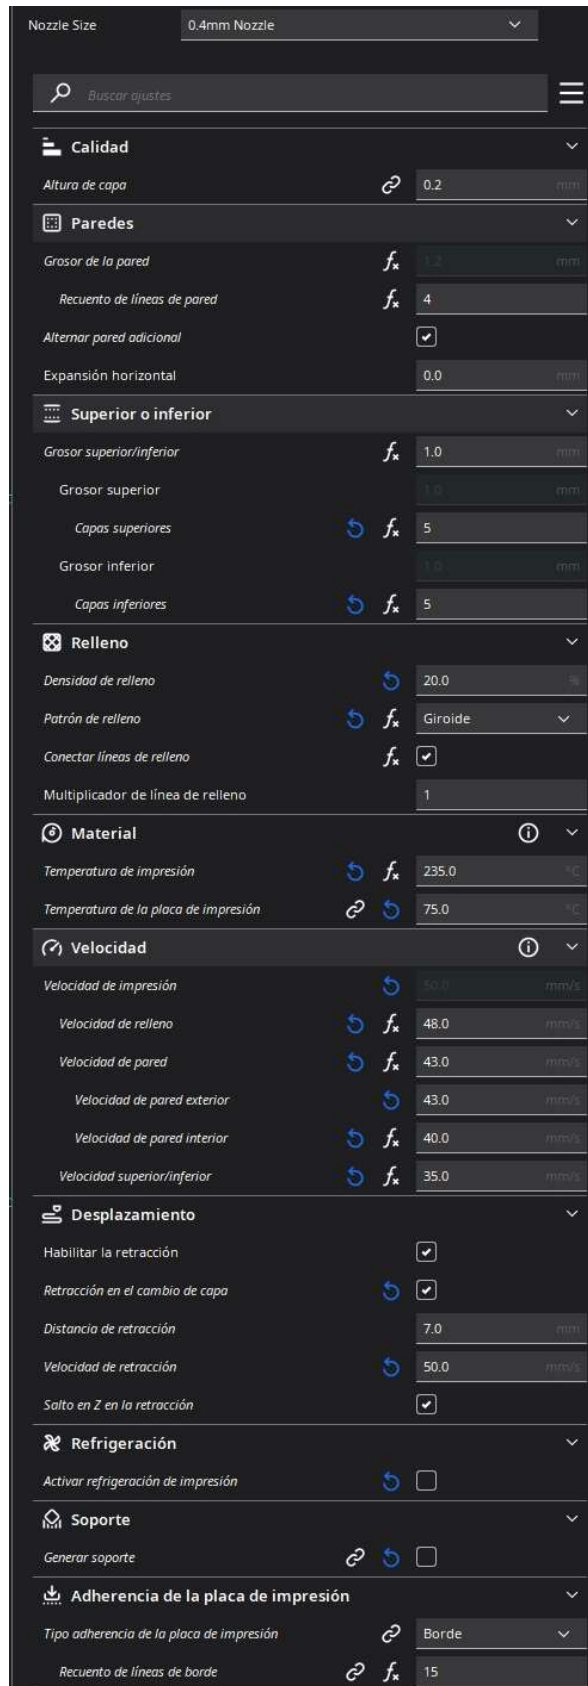 Nozzle Size 0.4mm Nozzle
Buscar ajustes
Calidad
Altura de capa 0.2 mm
Paredes
Grosor de la pared 1.2 mm
Recuento de líneas de pared 4
Alternar pared adicional
Expansión horizontal 0.0 mm
Superior o inferior
Grosor superior/inferior 1.0 mm
Grosor superior 1.0 mm
Capas superiores 5
Grosor inferior 1.0 mm
Capas inferiores 5
Relleno
Densidad de relleno 20.0 %
Patrón de relleno Giroide
Conectar líneas de relleno
Multiplicador de línea de relleno 1
Material
Temperatura de impresión 235.0 °C
Temperatura de la placa de impresión 75.0 °C
Velocidad
Velocidad de impresión 50.0 mm/s
Velocidad de relleno 48.0 mm/s
Velocidad de pared 43.0 mm/s
Velocidad de pared exterior 43.0 mm/s
Velocidad de pared interior 40.0 mm/s
Velocidad superior/inferior 35.0 mm/s
Desplazamiento
Habilitar la retracción
Retracción en el cambio de capa
Distancia de retracción 7.0 mm
Velocidad de retracción 50.0 mm/s
Salto en Z en la retracción
Refrigeración
Activar refrigeración de impresión
Soporte
Generar soporte
Adherencia de la placa de impresión
Tipo adherencia de la placa de impresión Borde
Recuento de líneas de borde 15